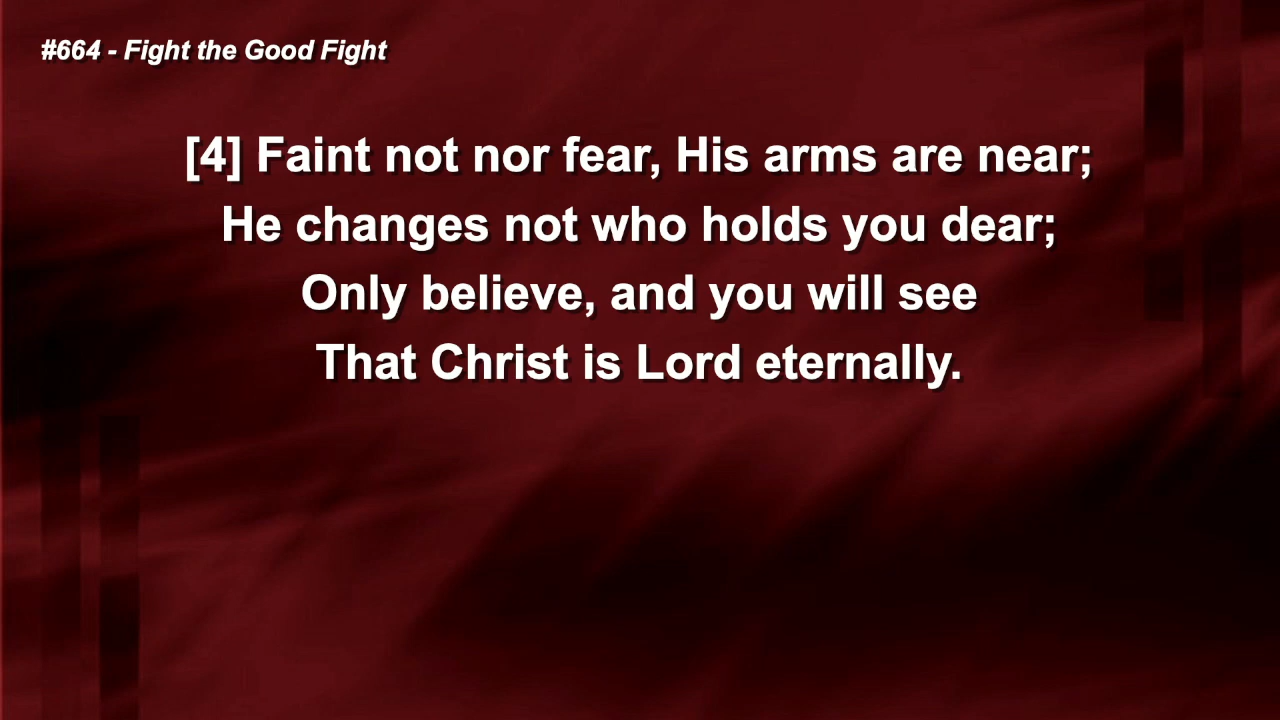 #664 - Fight the Good Fight
[4] Faint not nor fear, His arms are near;
He changes not who holds you dear;
Only believe, and you will see
That Christ is Lord eternally.